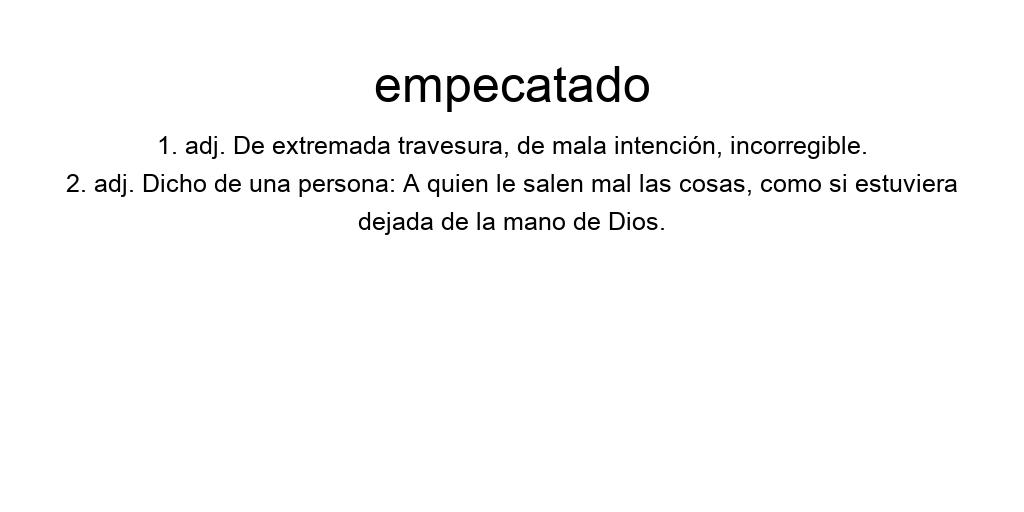 empecatado
1. adj. De extremada travesura, de mala intención, incorregible.
2. adj. Dicho de una persona: A quien le salen mal las cosas, como si estuviera
dejada de la mano de Dios.